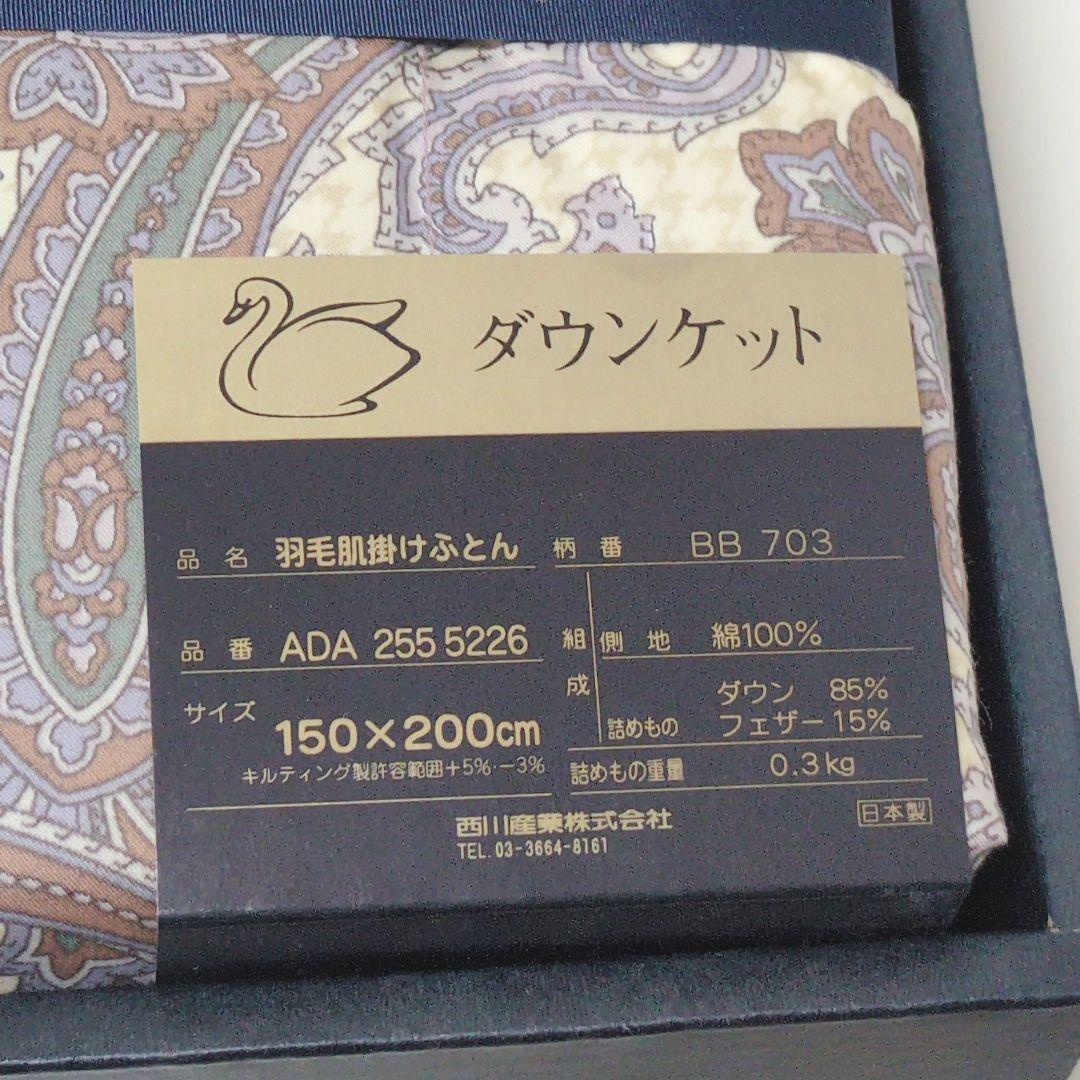 ダウンケット
品名 羽毛肌掛けふとん
柄番 BB 703
品番 ADA 255 5226
組成 側地 綿100%
詰めもの ダウン 85%
フェザー 15%
サイズ 150×200cm
キルティング製許容範囲+5%・−3%
詰めもの重量 0.3kg
西川産業株式会社
TEL.03-3664-8161
日本製